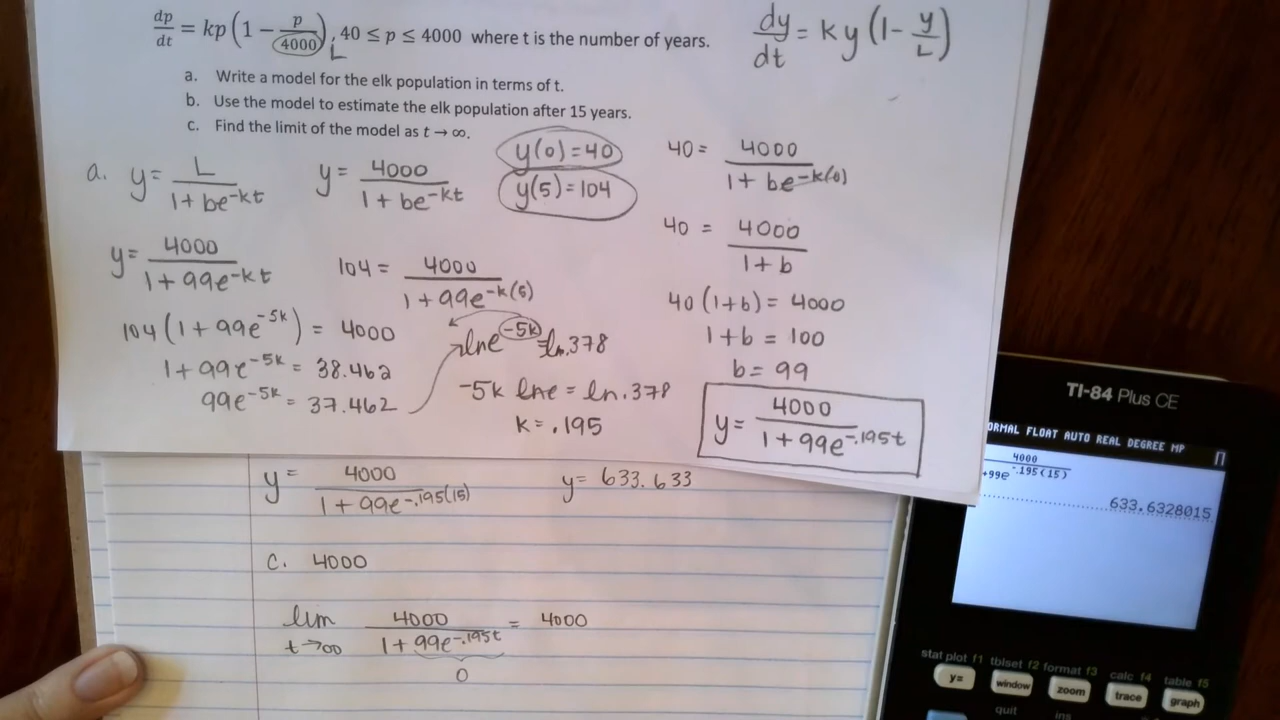 dp/dt = kp(1 - p/4000), 40 ≤ p ≤ 4000 where t is the number of years.
L
dy/dt = ky(1 - y/L)
a. Write a model for the elk population in terms of t.
b. Use the model to estimate the elk population after 15 years.
c. Find the limit of the model as t → ∞.
a. y = L/(1 + be^-kt)
y = 4000/(1 + be^-kt)
y(0) = 40
y(5) = 104
40 = 4000/(1 + be^-k(0))
40 = 4000/(1 + b)
40(1+b) = 4000
1+b = 100
b = 99
y = 4000/(1 + 99e^-kt)
104 = 4000/(1 + 99e^-k(5))
104(1 + 99e^-5k) = 4000
1 + 99e^-5k = 38.462
99e^-5k = 37.462
lne^-5k = ln.378
-5k lne = ln.378
k = .195
y = 4000/(1 + 99e^-.195t)
y = 4000/(1 + 99e^-.195(15))
y = 633.633
c. 4000
lim t→∞ 4000/(1 + 99e^-.195t) = 4000
0
TI-84 Plus CE
ORMAL FLOAT AUTO REAL DEGREE MP
4000
+99e^-.195(15)
633.6328015
stat plot f1 tblset f2 format f3 calc f4 table f5
y= window zoom trace graph
quit ins